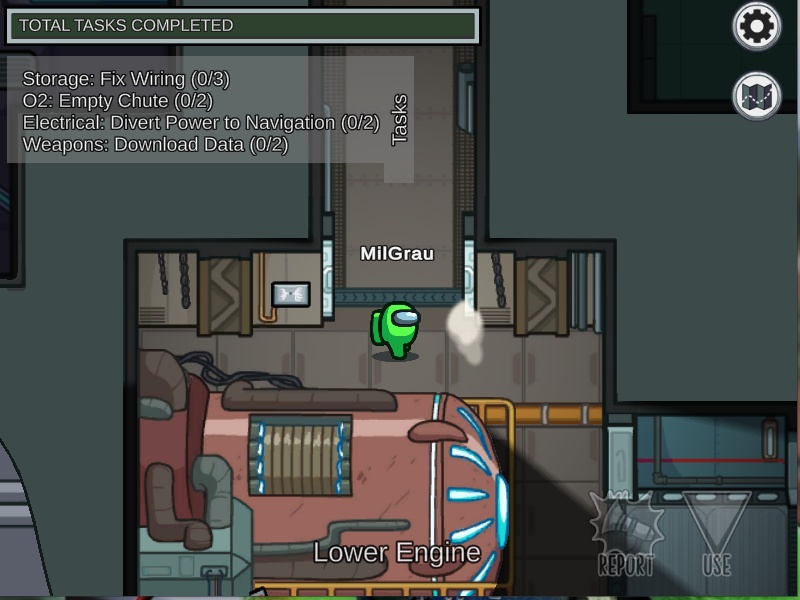 TOTAL TASKS COMPLETED
Storage: Fix Wiring (0/3)
O2: Empty Chute (0/2)
Electrical: Divert Power to Navigation (0/2)
Weapons: Download Data (0/2)
Tasks
MilGrau
Lower Engine
REPORT
USE